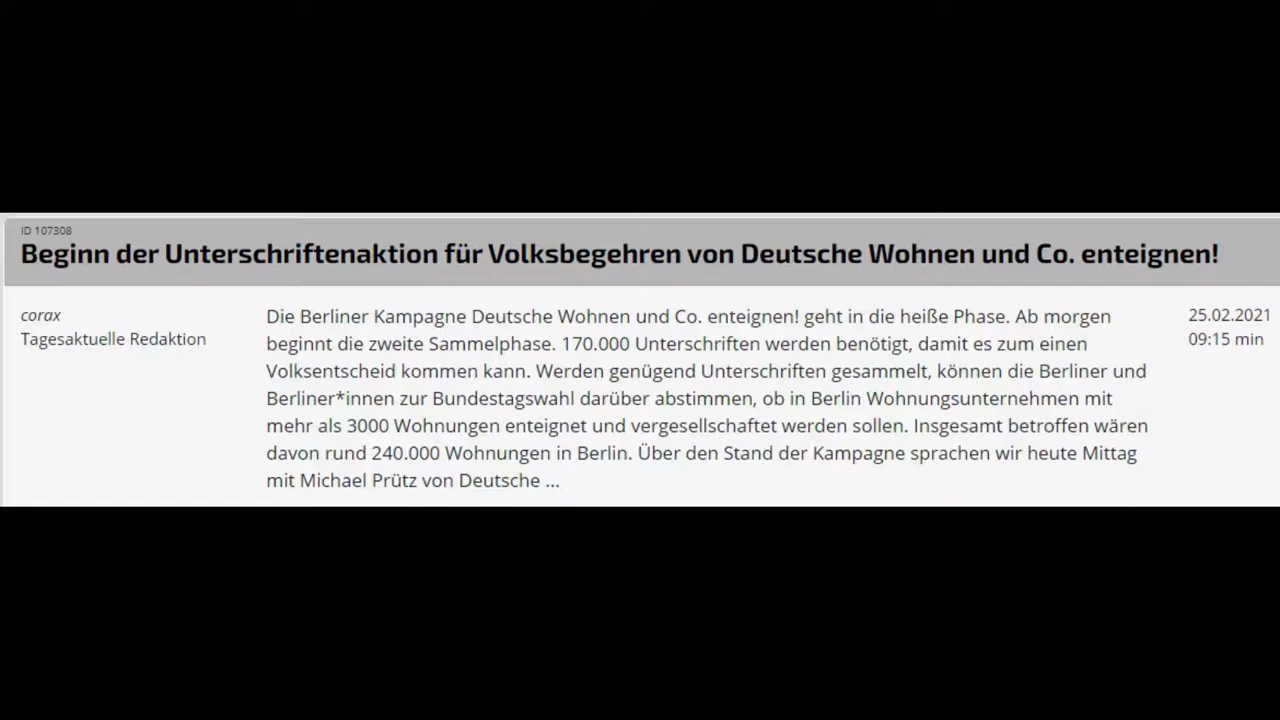 ID 107308
Beginn der Unterschriftenaktion für Volksbegehren von Deutsche Wohnen und Co. enteignen!
corax
Tagesaktuelle Redaktion
Die Berliner Kampagne Deutsche Wohnen und Co. enteignen! geht in die heiße Phase. Ab morgen
beginnt die zweite Sammelphase. 170.000 Unterschriften werden benötigt, damit es zum einen
Volksentscheid kommen kann. Werden genügend Unterschriften gesammelt, können die Berliner und
Berliner*innen zur Bundestagswahl darüber abstimmen, ob in Berlin Wohnungsunternehmen mit
mehr als 3000 Wohnungen enteignet und vergesellschaftet werden sollen. Insgesamt betroffen wären
davon rund 240.000 Wohnungen in Berlin. Über den Stand der Kampagne sprachen wir heute Mittag
mit Michael Prütz von Deutsche ...
25.02.2021
09:15 min